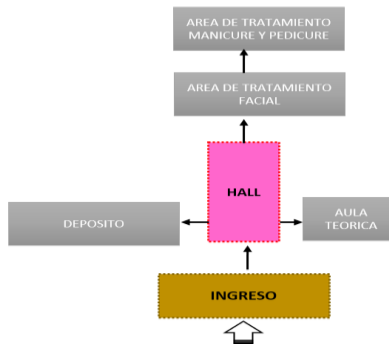 AREA DE TRATAMIENTO
MANICURE Y PEDICURE
AREA DE TRATAMIENTO
FACIAL
HALL
DEPOSITO
AULA
TEORICA
INGRESO